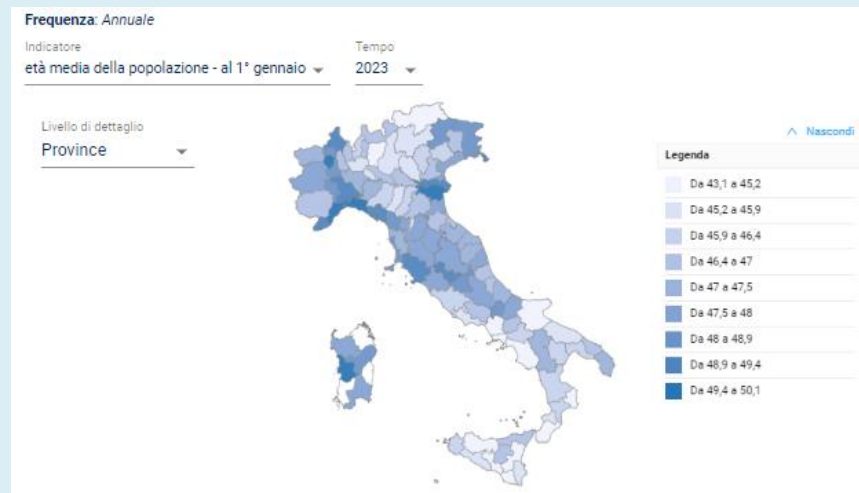 Frequenza: Annuale
Indicatore
età media della popolazione - al 1° gennaio
Tempo
2023
Livello di dettaglio
Province
Nascondi
Legenda
Da 43,1 a 45,2
Da 45,2 a 45,9
Da 45,9 a 46,4
Da 46,4 a 47
Da 47 a 47,5
Da 47,5 a 48
Da 48 a 48,9
Da 48,9 a 49,4
Da 49,4 a 50,1